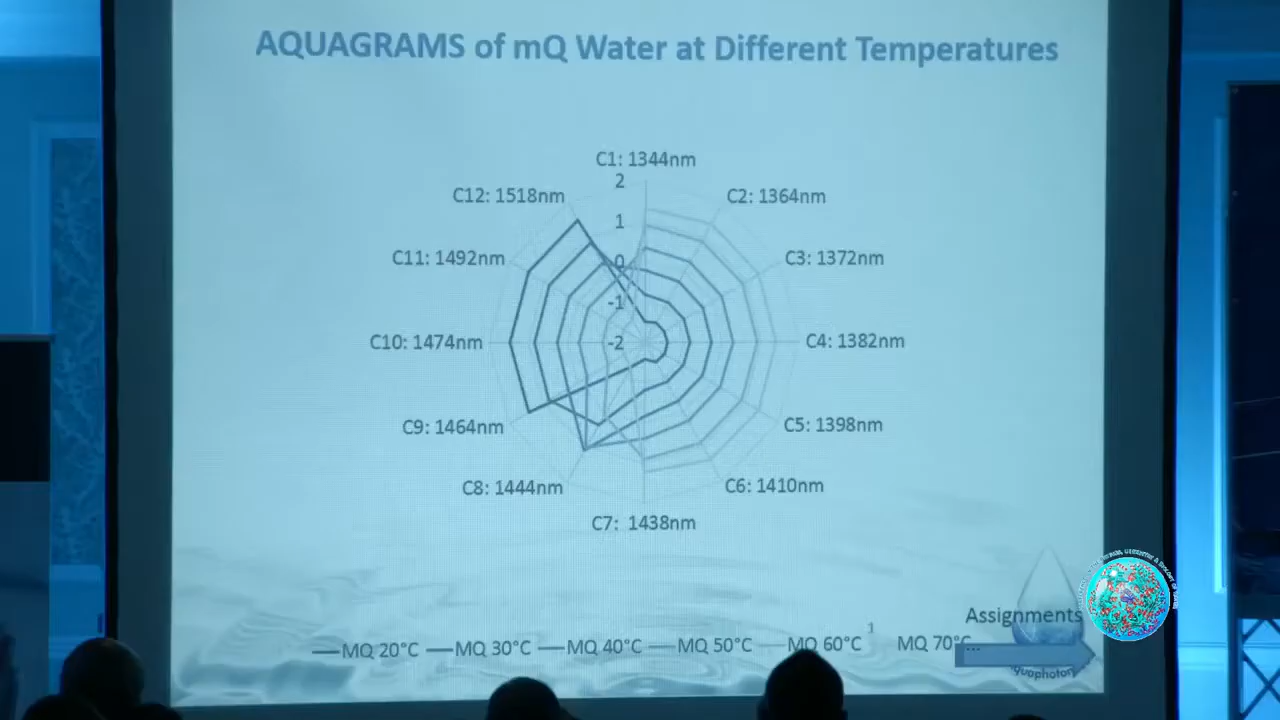 AQUAGRAMS of mQ Water at Different Temperatures
C1: 1344nm
2
C12: 1518nm
C2: 1364nm
1
C11: 1492nm
0
C3: 1372nm
-1
C10: 1474nm
-2
C4: 1382nm
C9: 1464nm
C5: 1398nm
C8: 1444nm
C6: 1410nm
C7: 1438nm
Assignments
1
MQ 20°C MQ 30°C MQ 40°C MQ 50°C MQ 60°C MQ 70°C
...